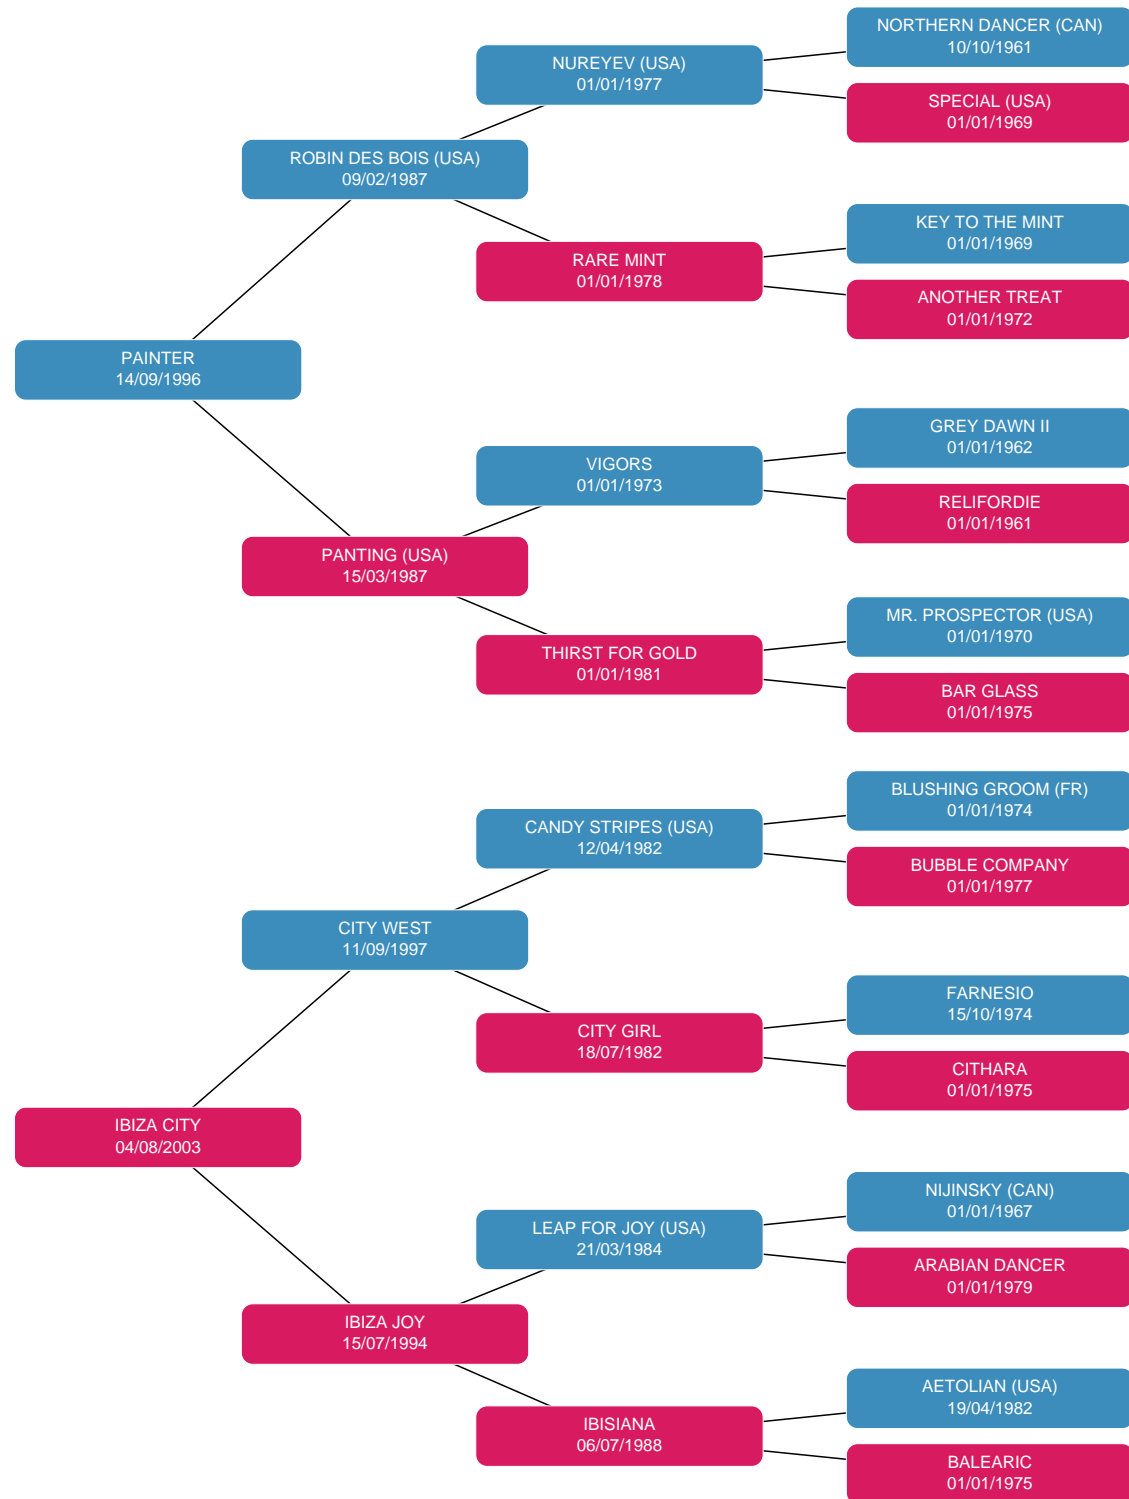 NORTHERN DANCER (CAN)
10/10/1961
NUREYEV (USA)
01/01/1977
SPECIAL (USA)
01/01/1969
ROBIN DES BOIS (USA)
09/02/1987
KEY TO THE MINT
01/01/1969
RARE MINT
01/01/1978
ANOTHER TREAT
01/01/1972
PAINTER
14/09/1996
GREY DAWN II
01/01/1962
VIGORS
01/01/1973
RELIFORDIE
01/01/1961
PANTING (USA)
15/03/1987
MR. PROSPECTOR (USA)
01/01/1970
THIRST FOR GOLD
01/01/1981
BAR GLASS
01/01/1975
BLUSHING GROOM (FR)
01/01/1974
CANDY STRIPES (USA)
12/04/1982
BUBBLE COMPANY
01/01/1977
CITY WEST
11/09/1997
FARNESIO
15/10/1974
CITY GIRL
18/07/1982
CITHARA
01/01/1975
IBIZA CITY
04/08/2003
NIJINSKY (CAN)
01/01/1967
LEAP FOR JOY (USA)
21/03/1984
ARABIAN DANCER
01/01/1979
IBIZA JOY
15/07/1994
AETOLIAN (USA)
19/04/1982
IBISIANA
06/07/1988
BALEARIC
01/01/1975